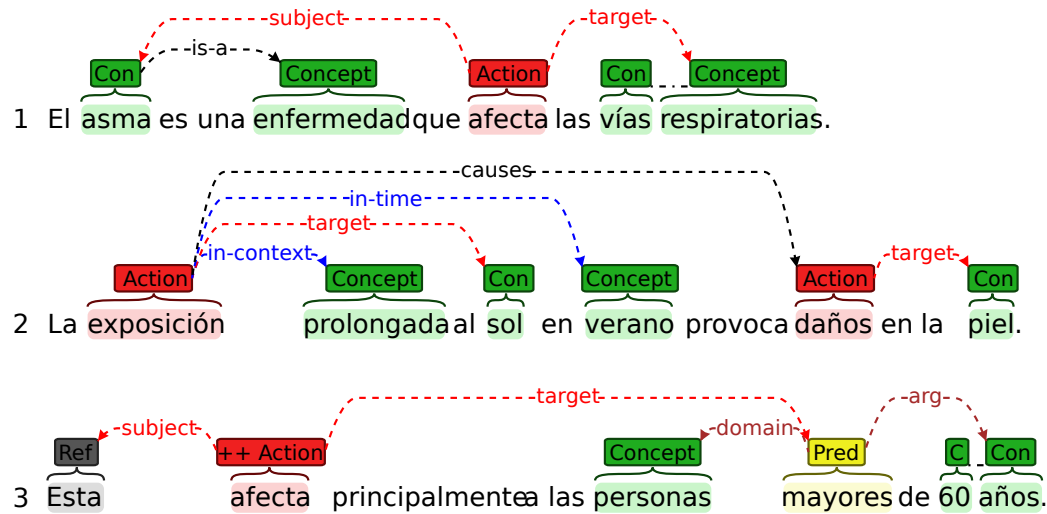 subject target
is-a
Con Concept Action Con Concept
1 El asma es una enfermedad que afecta las vías respiratorias.
causes
in-time
target
in-context target
Action Concept Con Concept Action Con
2 La exposición prolongada al sol en verano provoca daños en la piel.
target arg
subject domain
Ref ++ Action Concept Pred C Con
3 Esta afecta principalmente a las personas mayores de 60 años.